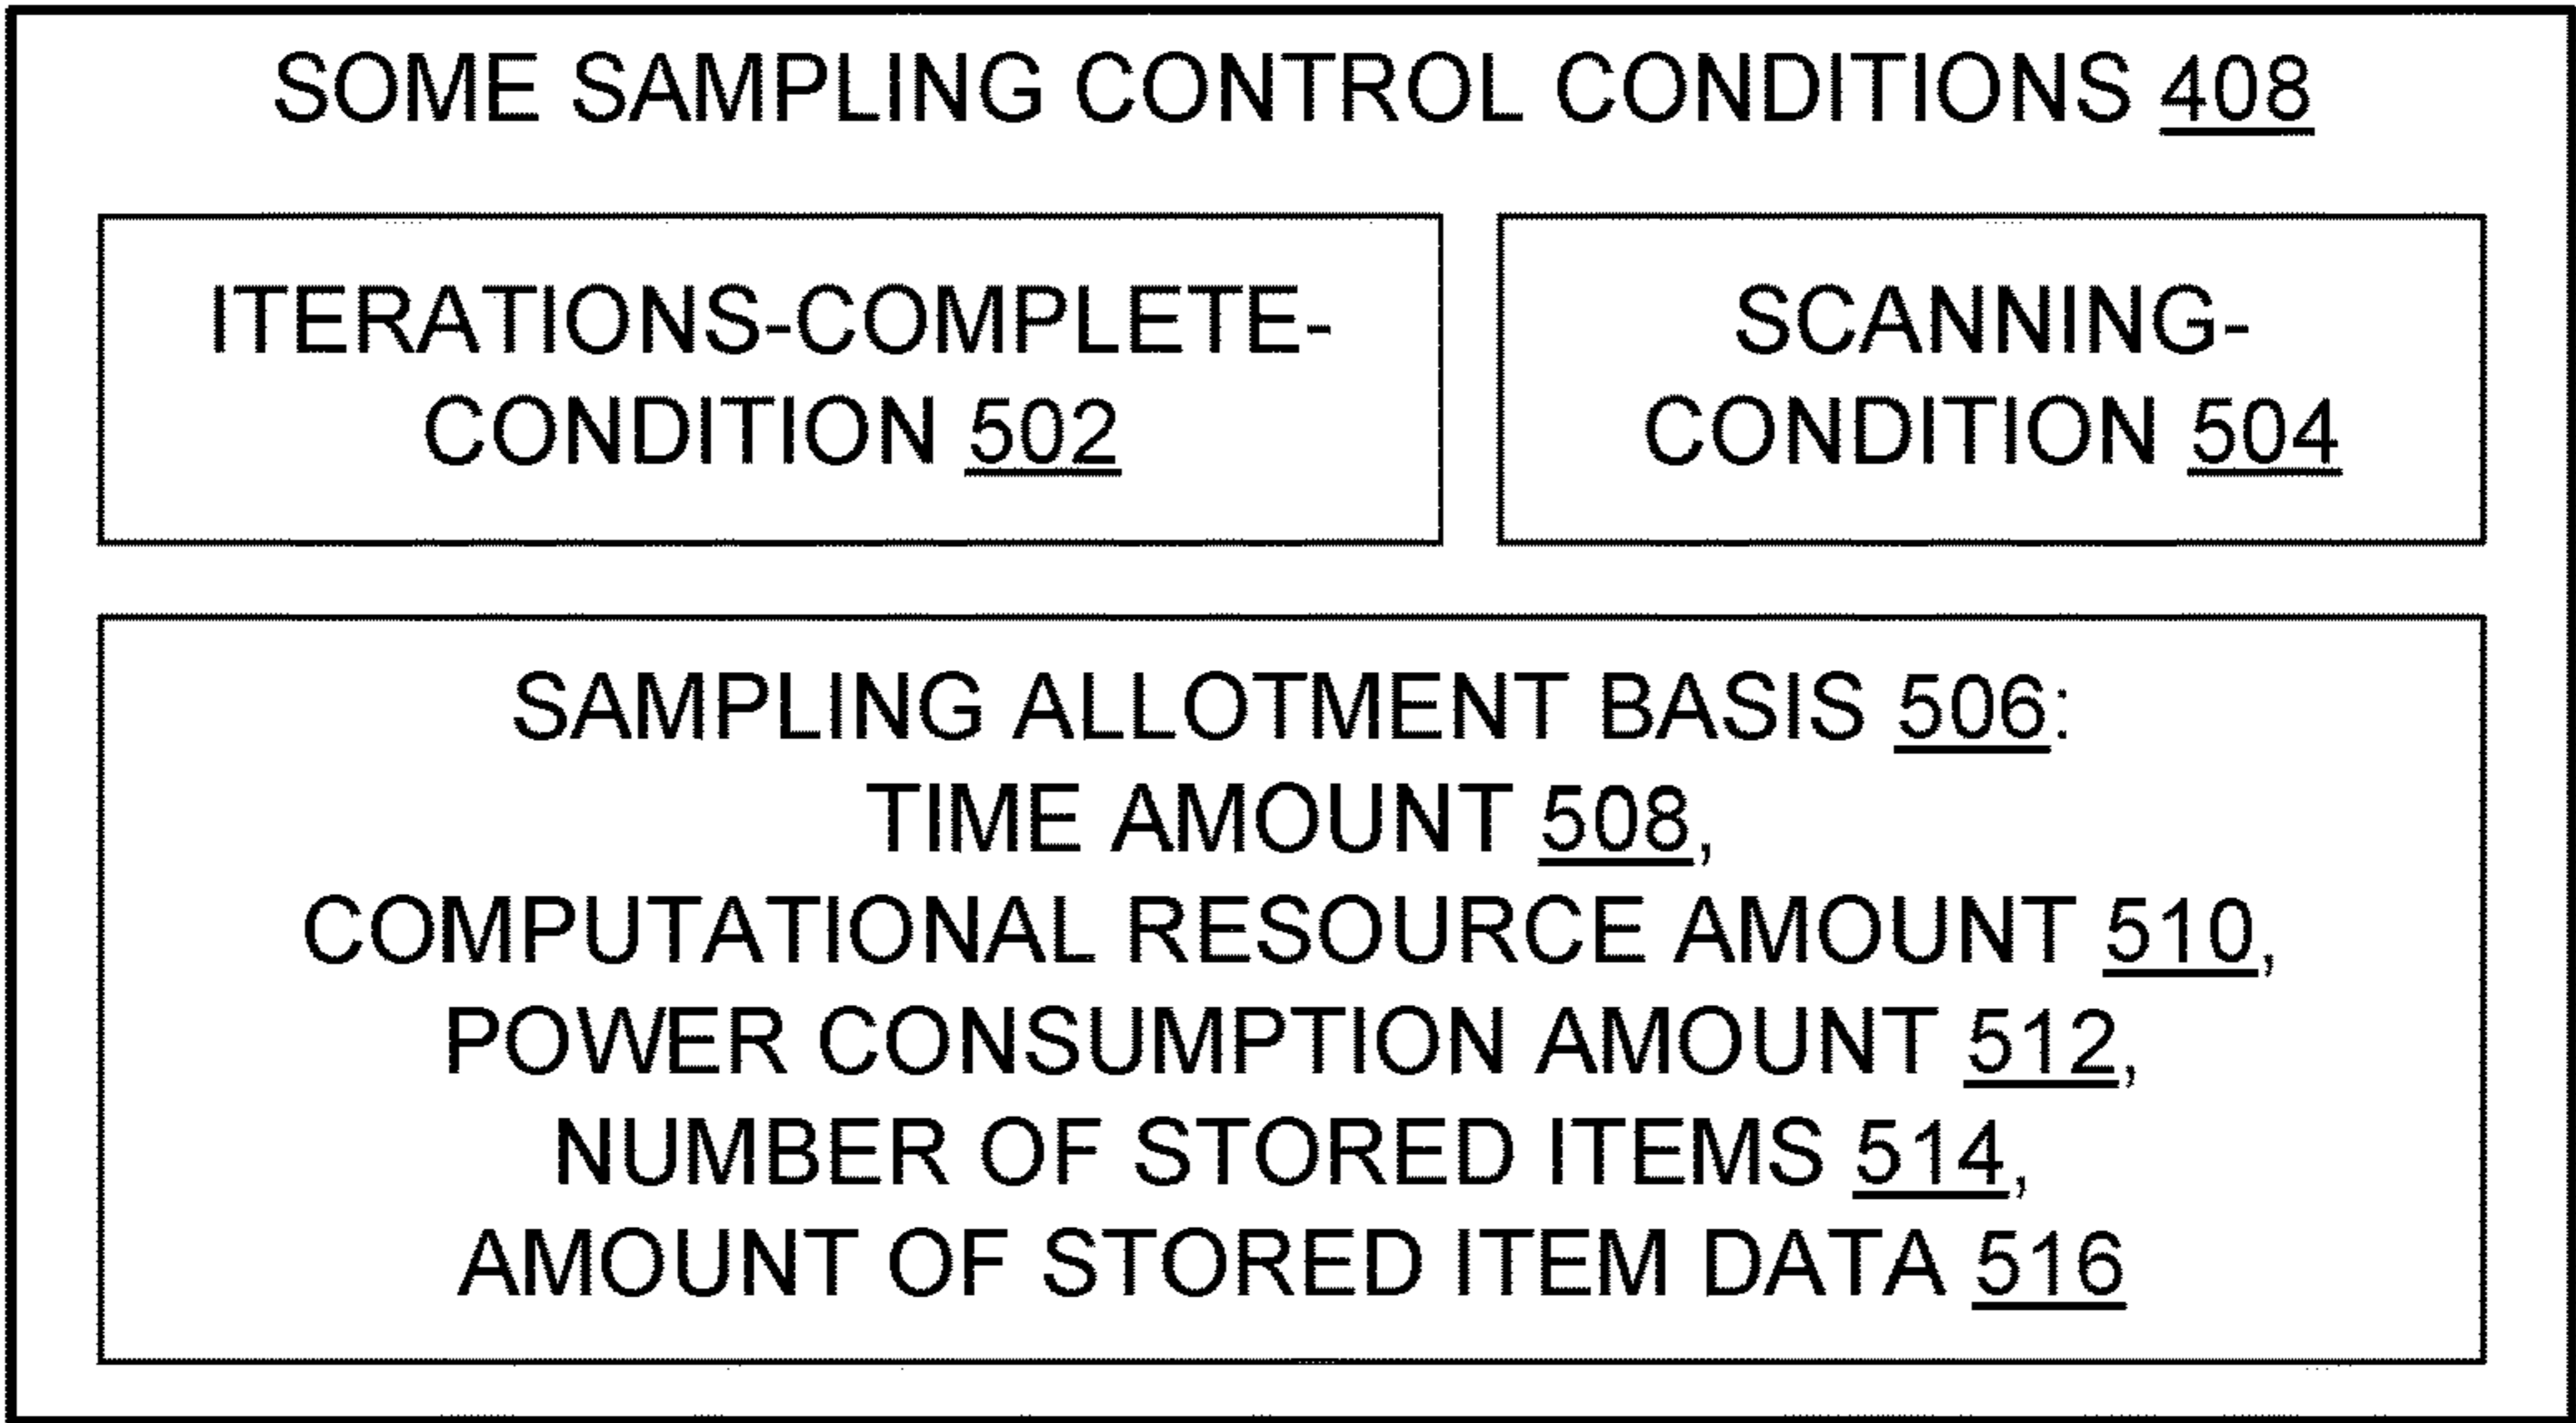 SOME SAMPLING CONTROL CONDITIONS 408
ITERATIONS-COMPLETE-
CONDITION 502
SCANNING-
CONDITION 504
SAMPLING ALLOTMENT BASIS 506:
TIME AMOUNT 508,
COMPUTATIONAL RESOURCE AMOUNT 510,
POWER CONSUMPTION AMOUNT 512,
NUMBER OF STORED ITEMS 514,
AMOUNT OF STORED ITEM DATA 516